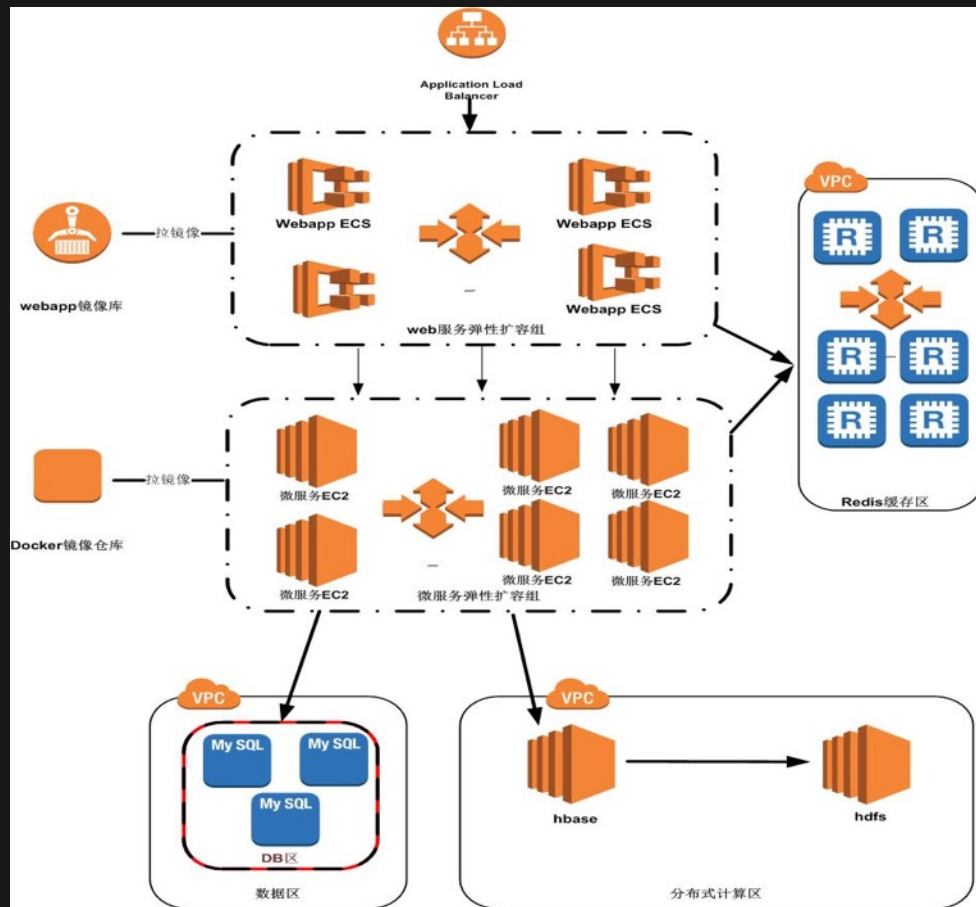 Application Load
Balancer
Webapp ECS
Webapp ECS
Webapp ECS
web服务弹性扩容组
拉镜像
webapp镜像库
VPC
R
R
R
R
R
R
Redis缓存区
微服务EC2
微服务EC2
微服务EC2
微服务EC2
微服务EC2
微服务EC2
微服务弹性扩容组
拉镜像
Docker镜像仓库
VPC
My SQL
My SQL
My SQL
DB区
数据区
VPC
hbase
hdfs
分布式计算区